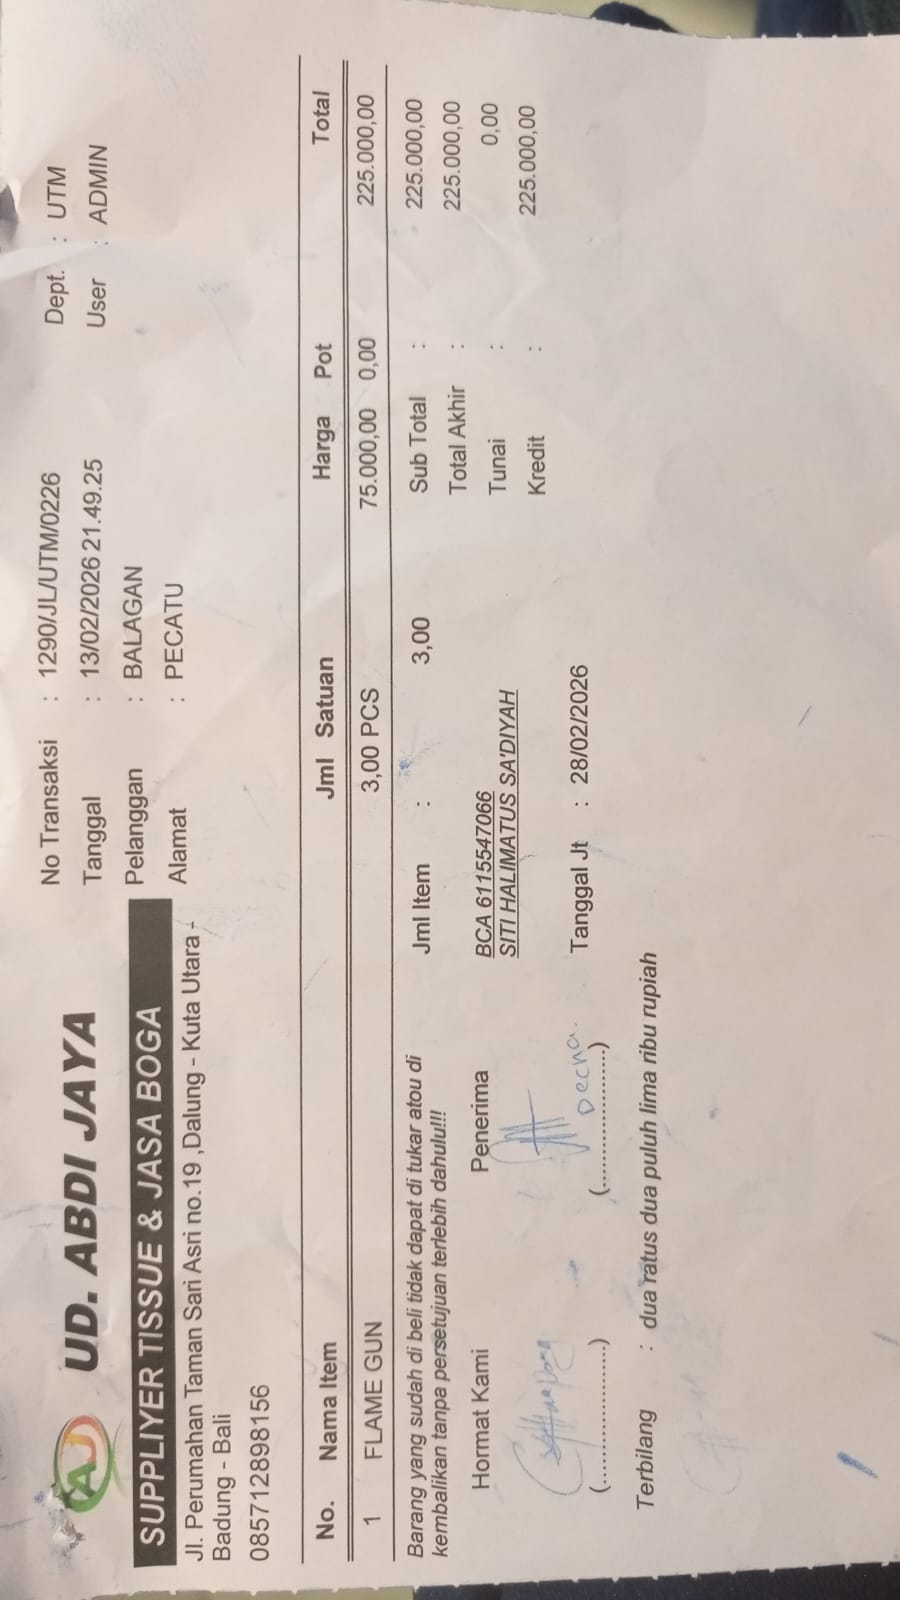 AJ UD. ABDI JAYA
SUPPLIYER TISSUE & JASA BOGA
Jl. Perumahan Taman Sari Asri no.19 ,Dalung - Kuta Utara -
Badung - Bali
085712898156
No Transaksi : 1290/JL/UTM/0226 Dept. : UTM
Tanggal : 13/02/2026 21.49.25 User : ADMIN
Pelanggan : BALAGAN
Alamat : PECATU
No. Nama Item Jml Satuan Harga Pot Total
1 FLAME GUN 3,00 PCS 75.000,00 0,00 225.000,00
Barang yang sudah di beli tidak dapat di tukar atou di
kembalikan tanpa persetujuan terlebih dahulu!!!
Jml Item : 3,00 Sub Total : 225.000,00
Total Akhir : 225.000,00
Tunai : 0,00
Kredit : 225.000,00
Hormat Kami Penerima BCA 6115547066
SITI HALIMATUS SA'DIYAH
Decha.
(....................) (....................) Tanggal Jt : 28/02/2026
Terbilang : dua ratus dua puluh lima ribu rupiah